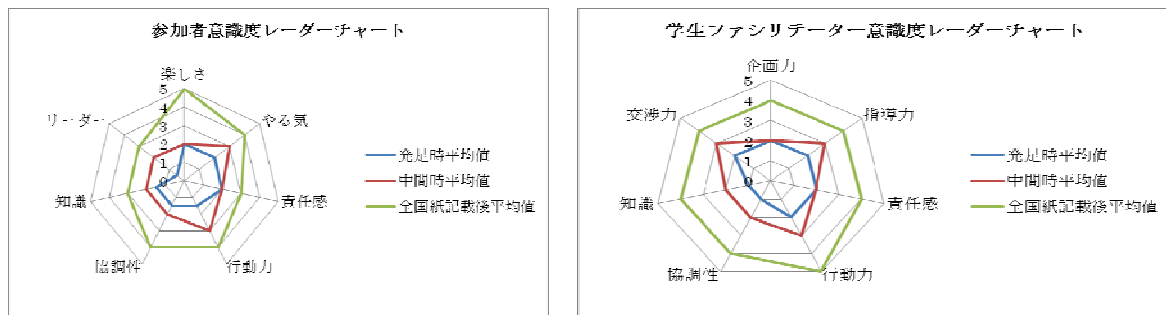 参加者意識度レーダーチャート
楽しさ
やる気
責任感
行動力
協調性
知識
リーダー
5
4
3
2
1
0
発足時平均値
中間時平均値
全国紙記載後平均値
学生ファシリテーター意識度レーダーチャート
企画力
指導力
責任感
行動力
協調性
知識
交渉力
5
4
3
2
1
0
発足時平均値
中間時平均値
全国紙記載後平均値